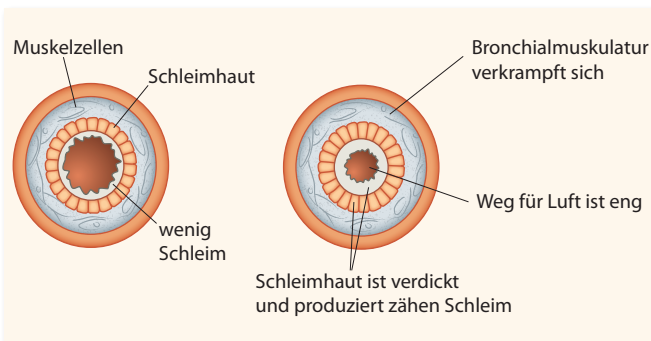 Muskelzellen
Schleimhaut
wenig
Schleim
Bronchialmuskulatur
verkrampft sich
Weg für Luft ist eng
Schleimhaut ist verdickt
und produziert zähen Schleim